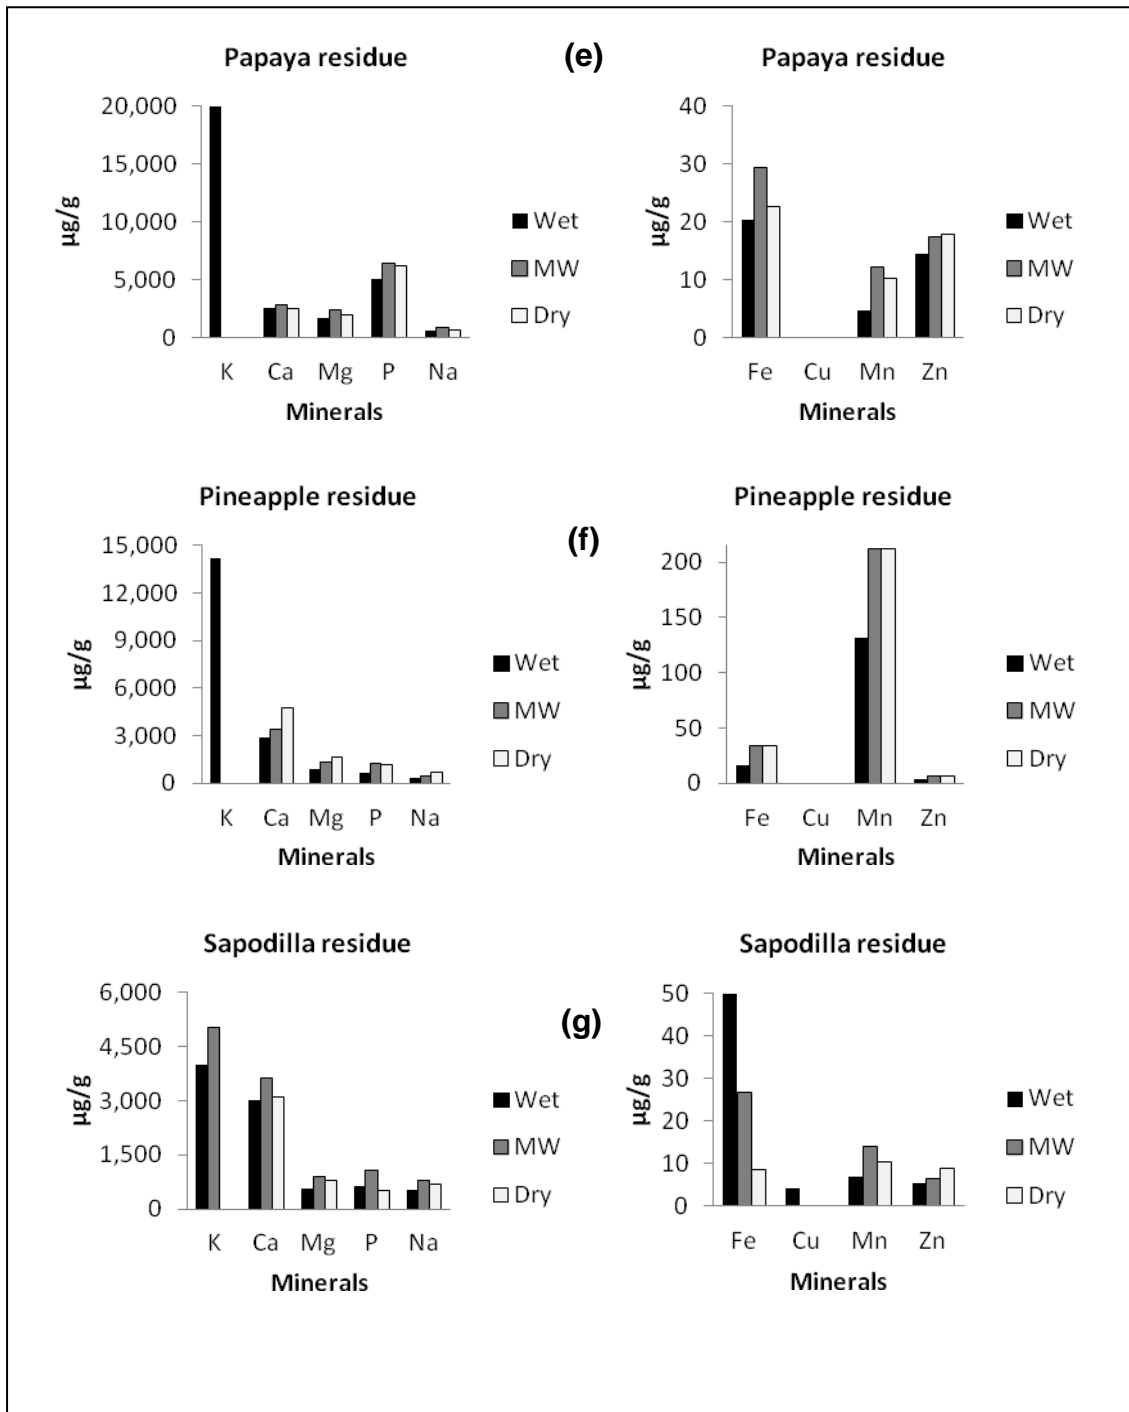 Papaya residue
(e)
Papaya residue
20,000
15,000
10,000
5,000
0
µg/g
K Ca Mg P Na
Minerals
Wet
MW
Dry
40
30
20
10
0
µg/g
Fe Cu Mn Zn
Minerals
Wet
MW
Dry
Pineapple residue
(f)
Pineapple residue
15,000
12,000
9,000
6,000
3,000
0
µg/g
K Ca Mg P Na
Minerals
Wet
MW
Dry
200
150
100
50
0
µg/g
Fe Cu Mn Zn
Minerals
Wet
MW
Dry
Sapodilla residue
(g)
Sapodilla residue
6,000
4,500
3,000
1,500
0
µg/g
K Ca Mg P Na
Minerals
Wet
MW
Dry
50
40
30
20
10
0
µg/g
Fe Cu Mn Zn
Minerals
Wet
MW
Dry